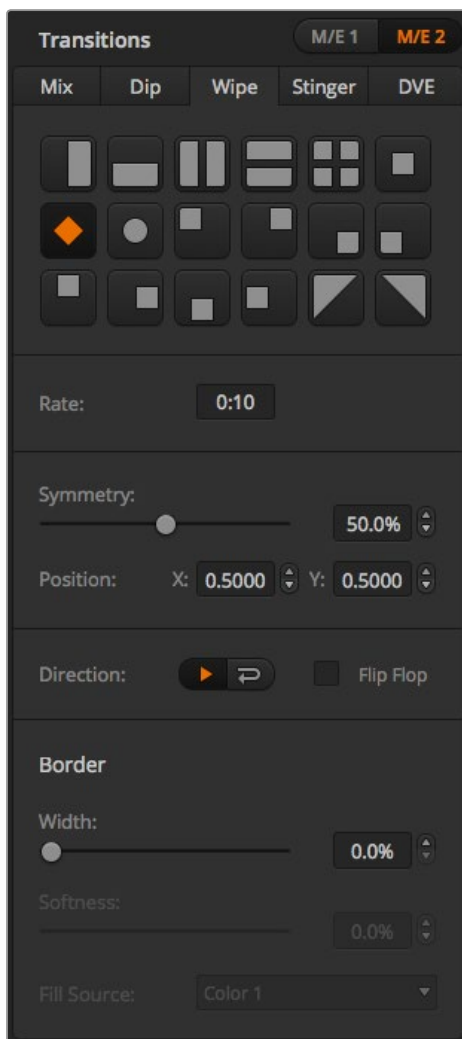 Transitions M/E 1 M/E 2
Mix Dip Wipe Stinger DVE
Rate: 0:10
Symmetry:
50.0%
Position: X: 0.5000 Y: 0.5000
Direction: Flip Flop
Border
Width:
0.0%
Softness:
0.0%
Fill Source: Color 1